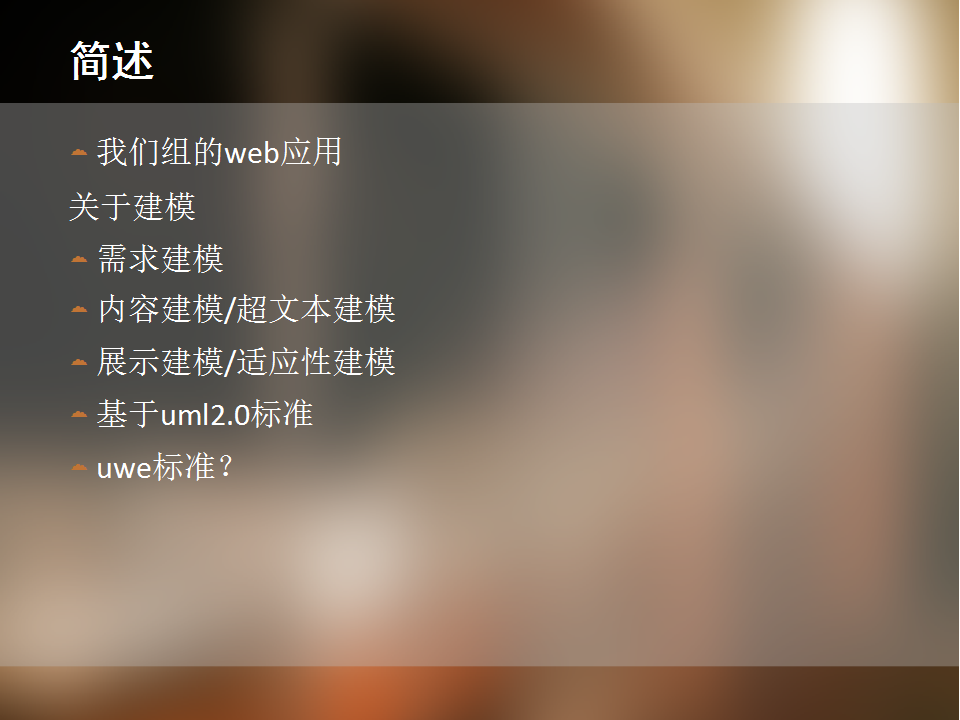 简述
我们组的web应用
关于建模
需求建模
内容建模/超文本建模
展示建模/适应性建模
基于uml2.0标准
uwe标准？